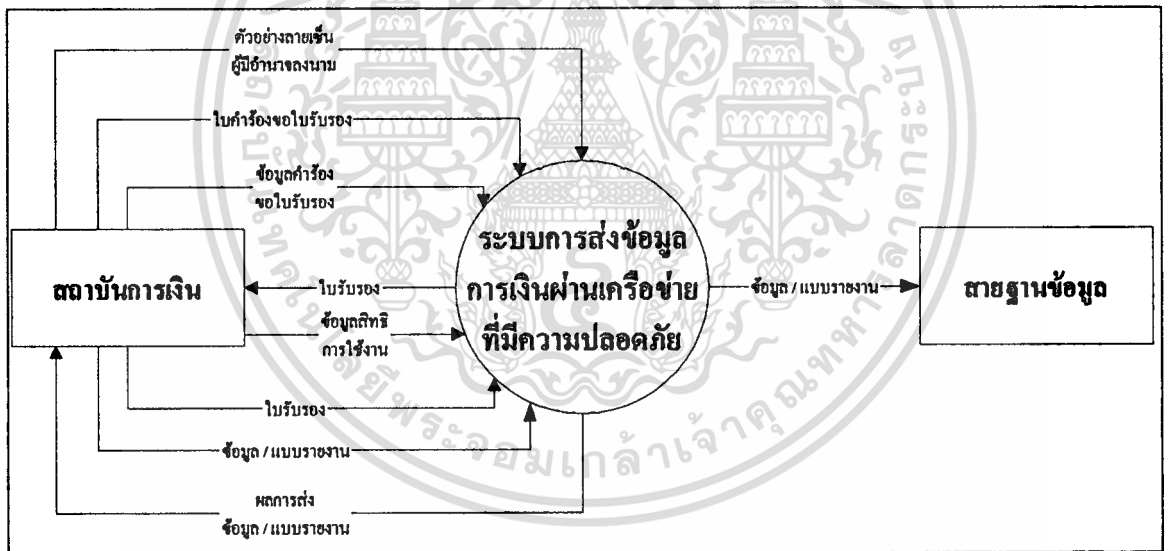 ตัวอย่างลายเซ็น
ผู้มีอำนาจลงนาม
ใบคำร้องขอใบรับรอง
ข้อมูลคำร้อง
ขอใบรับรอง
สถาบันการเงิน
ใบรับรอง
ข้อมูลสิทธิ
การใช้งาน
ใบรับรอง
ข้อมูล / แบบรายงาน
ผลการส่ง
ข้อมูล / แบบรายงาน
ระบบการส่งข้อมูล
การเงินผ่านเครือข่าย
ที่มีความปลอดภัย
ข้อมูล / แบบรายงาน
สายฐานข้อมูล